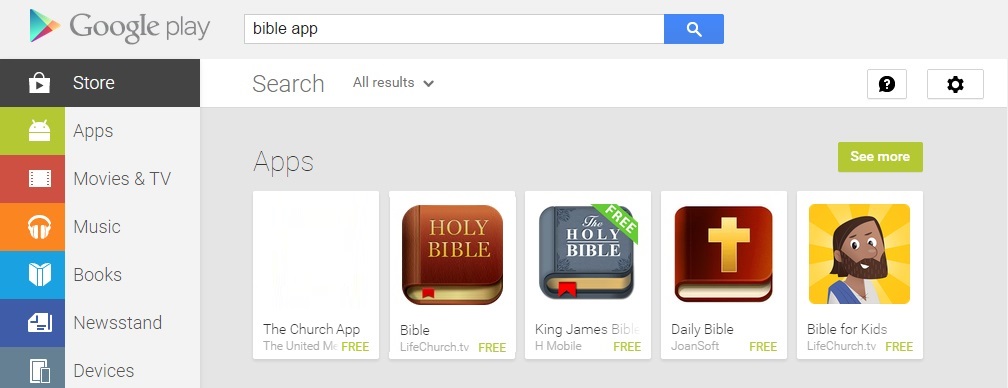 Google play
bible app
Store
Search
All results
Apps
Movies & TV
Music
Books
Newsstand
Devices
Apps
See more
The Church App
The United Me
FREE
HOLY
BIBLE
Bible
LifeChurch.tv
FREE
The
HOLY
BIBLE
FREE
King James Bible
H Mobile
FREE
Daily Bible
JoanSoft
FREE
Bible for Kids
LifeChurch.tv
FREE